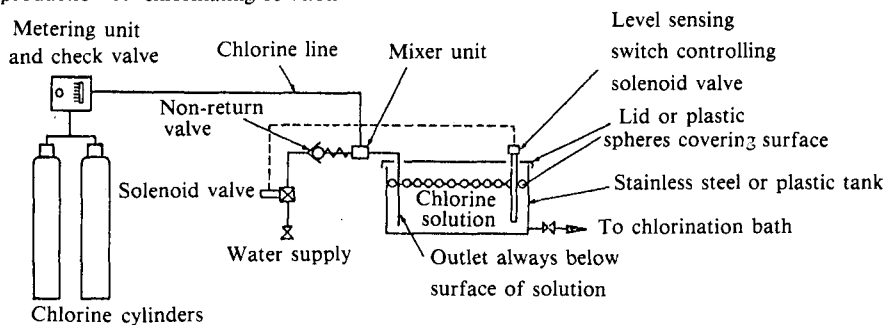 Metering unit
and check valve
Chlorine line
Mixer unit
Level sensing
switch controlling
solenoid valve
Non-return
valve
Lid or plastic
spheres covering surface
Solenoid valve
Chlorine
solution
Stainless steel or plastic tank
To chlorination bath
Water supply
Outlet always below
surface of solution
Chlorine cylinders